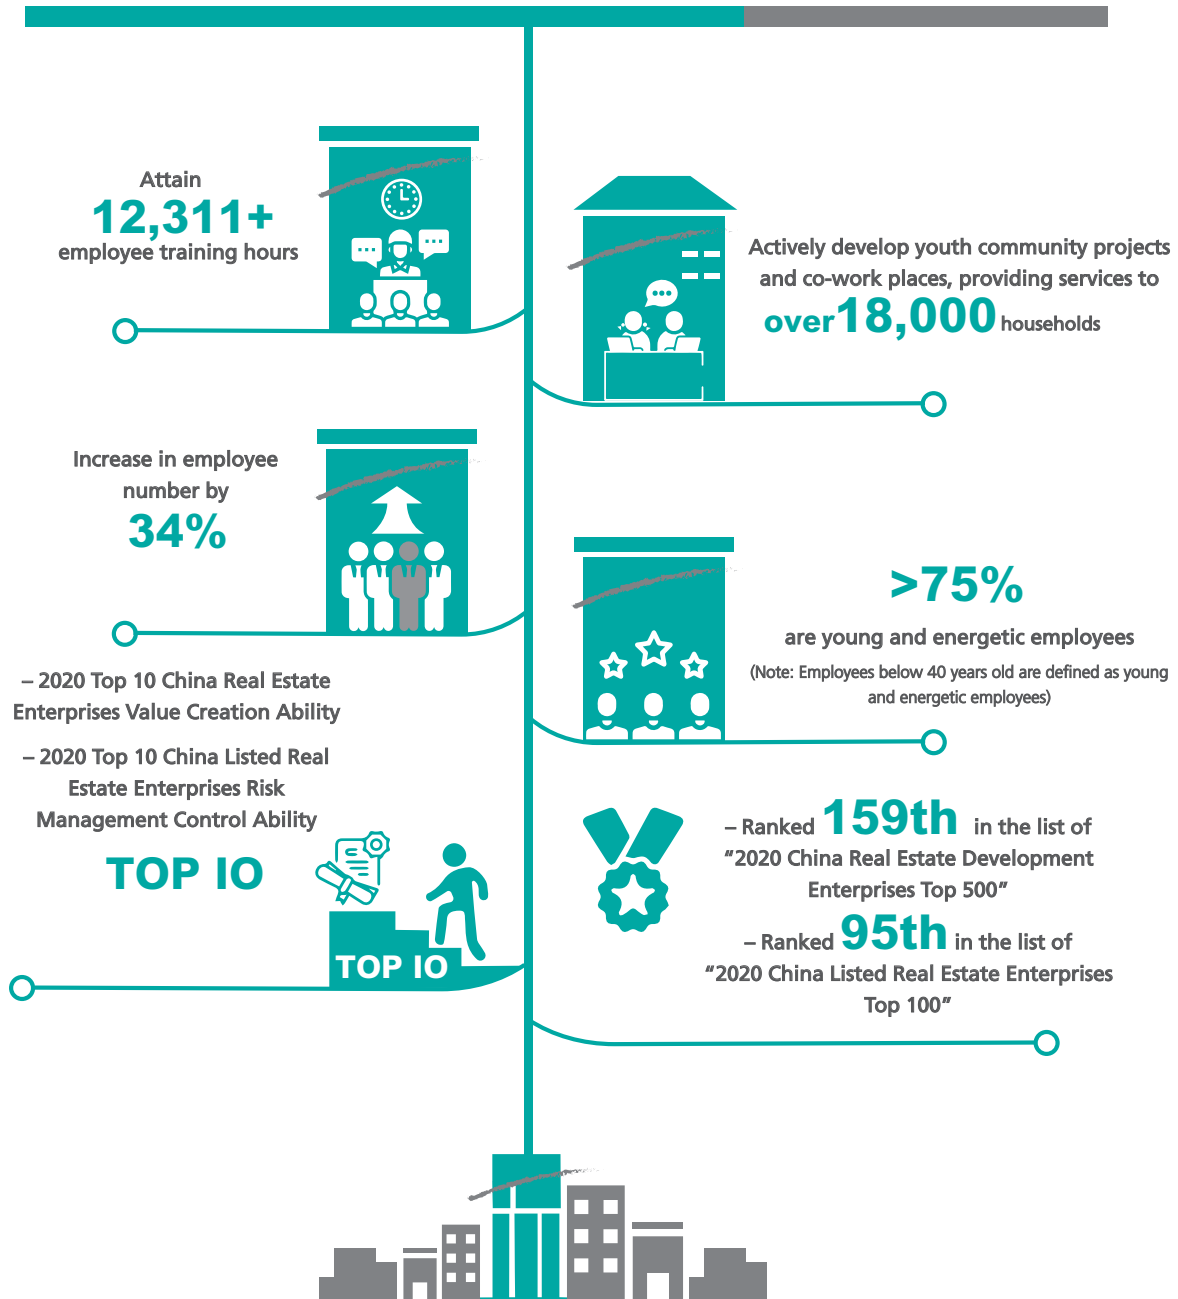 Attain
12,311+
employee training hours
Actively develop youth community projects
and co-work places, providing services to
over 18,000 households
Increase in employee
number by
34%
>75%
are young and energetic employees
(Note: Employees below 40 years old are defined as young
and energetic employees)
– 2020 Top 10 China Real Estate
Enterprises Value Creation Ability
– 2020 Top 10 China Listed Real
Estate Enterprises Risk
Management Control Ability
TOP IO
TOP IO
– Ranked 159th in the list of
“2020 China Real Estate Development
Enterprises Top 500”
– Ranked 95th in the list of
“2020 China Listed Real Estate Enterprises
Top 100”